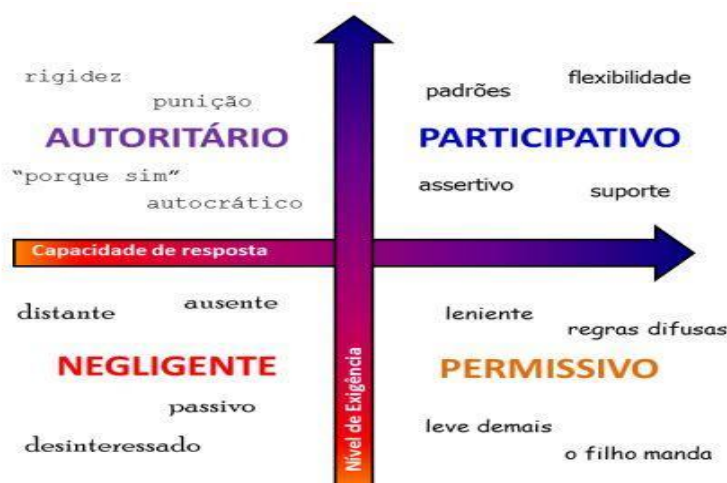 rigidez
punição
AUTORITÁRIO
"porque sim"
autocrático
padrões
flexibilidade
PARTICIPATIVO
assertivo
suporte
Capacidade de resposta
distante
ausente
NEGLIGENTE
passivo
desinteressado
Nível de Exigência
leniente
regras difusas
PERMISSIVO
leve demais
o filho manda